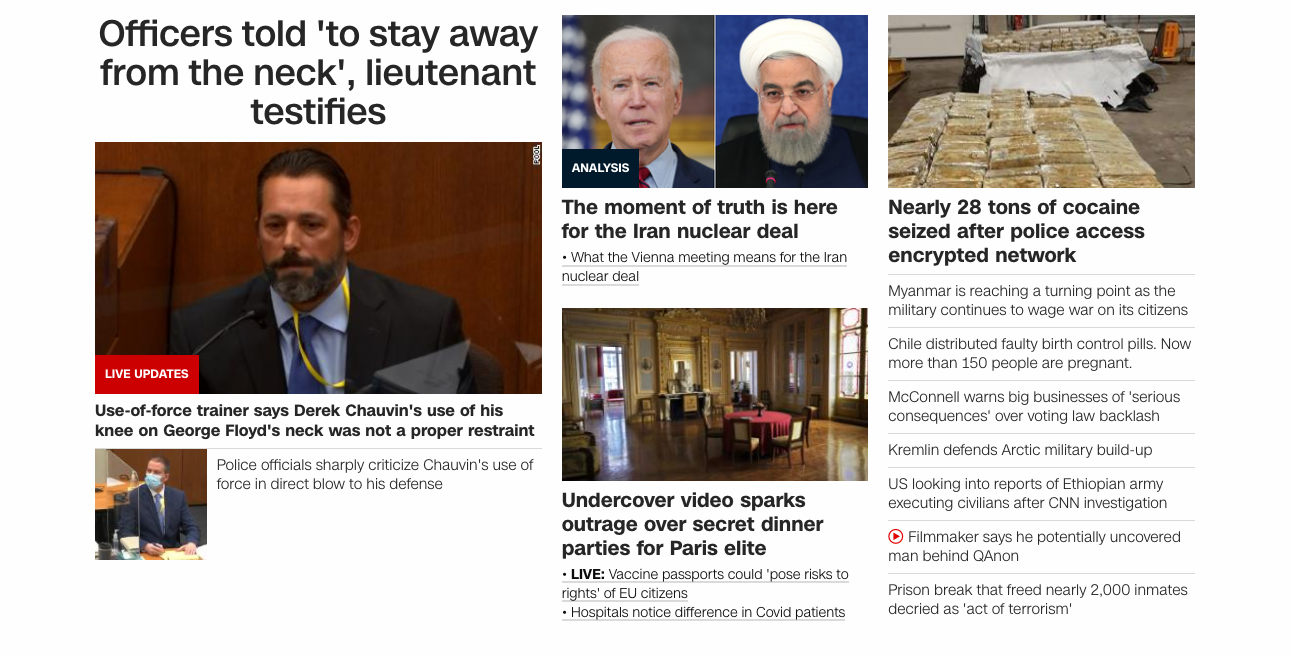 Officers told 'to stay away
from the neck', lieutenant
testifies
POOL
LIVE UPDATES
Use-of-force trainer says Derek Chauvin's use of his
knee on George Floyd's neck was not a proper restraint
Police officials sharply criticize Chauvin's use of
force in direct blow to his defense
ANALYSIS
The moment of truth is here
for the Iran nuclear deal
• What the Vienna meeting means for the Iran
nuclear deal
Undercover video sparks
outrage over secret dinner
parties for Paris elite
• LIVE: Vaccine passports could 'pose risks to
rights' of EU citizens
• Hospitals notice difference in Covid patients
Nearly 28 tons of cocaine
seized after police access
encrypted network
Myanmar is reaching a turning point as the
military continues to wage war on its citizens
Chile distributed faulty birth control pills. Now
more than 150 people are pregnant.
McConnell warns big businesses of 'serious
consequences' over voting law backlash
Kremlin defends Arctic military build-up
US looking into reports of Ethiopian army
executing civilians after CNN investigation
Filmmaker says he potentially uncovered
man behind QAnon
Prison break that freed nearly 2,000 inmates
decried as 'act of terrorism'